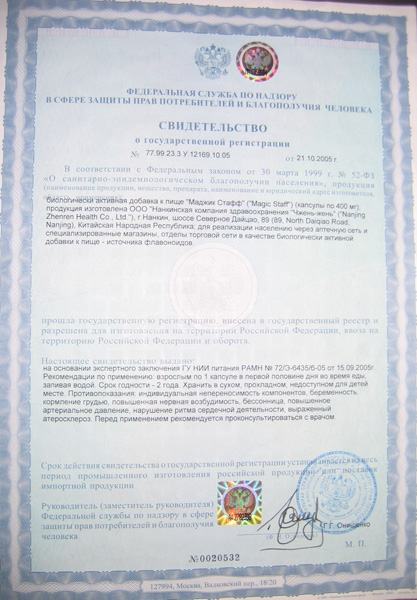 ФЕДЕРАЛЬНАЯ СЛУЖБА ПО НАДЗОРУ
В СФЕРЕ ЗАЩИТЫ ПРАВ ПОТРЕБИТЕЛЕЙ И БЛАГОПОЛУЧИЯ ЧЕЛОВЕКА
СВИДЕТЕЛЬСТВО
о государственной регистрации
№ 77.99.23.3.У.12169.10.05 от 21.10.2005 г.
В соответствии с Федеральным законом от 30 марта 1999 г. № 52-ФЗ
«О санитарно-эпидемиологическом благополучии населения», продукция
(наименование продукции, вещества, препарата, наименование и юридический адрес изготовителя,
биологически активная добавка к пище "Маджик Стафф" ("Magic Staff") (капсулы по 400 мг).
продукция изготовлена ООО "Нанкинская компания здравоохранения "Чжень-жень" ("Nanjing
Zhenren Health Co., Ltd."), г Нанкин, шоссе Северное Дайцао, 89 (89, North Daiqiao Road,
Nanjing), Китайская Народная Республика; для реализации населению через аптечную сеть и
специализированные магазины, отделы торговой сети в качестве биологически активной
добавки к пище - источника флавоноидов
прошла государственную регистрацию, внесена в государственный реестр и
разрешена для изготовления на территории Российской Федерации, ввоза на
территорию Российской Федерации и оборота.
Настоящее свидетельство выдано:
на основании экспертного заключения ГУ НИИ питания РАМН № 72/Э-6435/б-05 от 15.09.2005г.
Рекомендации по применению: взрослым по 1 капсуле в первой половине дня во время еды,
запивая водой. Срок годности - 2 года. Хранить в сухом, прохладном, недоступном для детей
месте. Противопоказания: индивидуальная непереносимость компонентов, беременность,
кормление грудью, повышенная нервная возбудимость, бессонница, повышенное
артериальное давление, нарушение ритма сердечной деятельности, выраженный
атеросклероз. Перед применением рекомендуется проконсультироваться с врачом.
Срок действия свидетельства о государственной регистрации устанавливается на весь
период промышленного изготовления российской продукции или поставок
импортной продукции
Руководитель (заместитель руководителя)
Федеральной службы по надзору в сфере
защиты прав потребителей и благополучия
человека
Г.Г. Онищенко
М. П.
№0020532
127994, Москва, Вадковский пер., 18/20